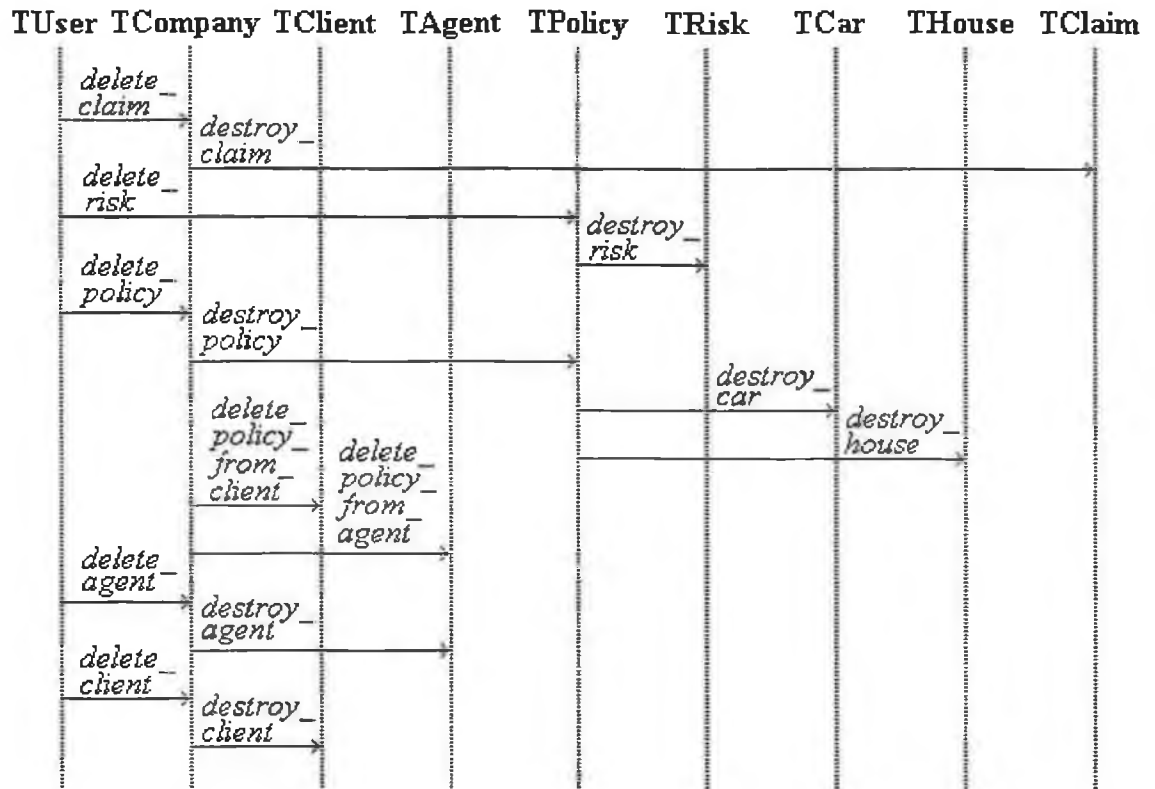 TUser TCompany TClient TAgent TPolicy TRisk TCar THouse TClaim
delete_
claim
destroy_
claim
delete_
risk
destroy_
risk
delete_
policy
destroy_
policy
destroy_
car
destroy_
house
delete_
policy_
from_
client
delete_
policy_
from_
agent
delete_
agent
destroy_
agent
delete_
client
destroy_
client